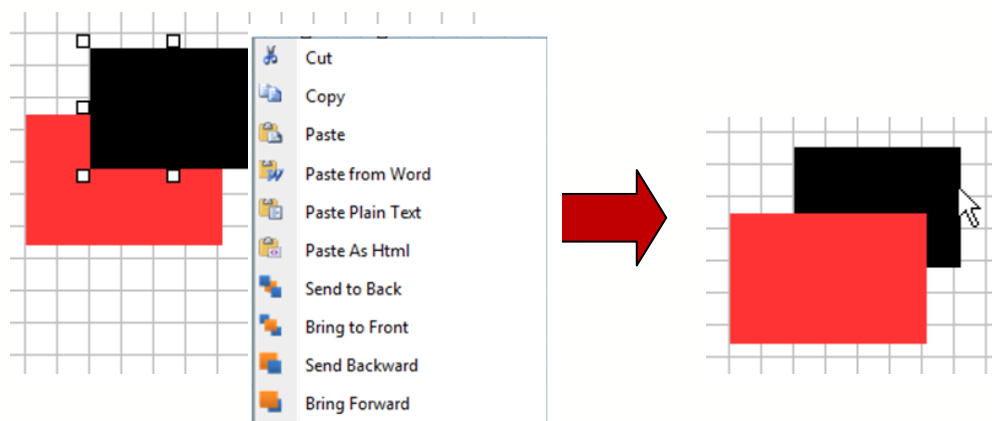 Cut
Copy
Paste
Paste from Word
Paste Plain Text
Paste As Html
Send to Back
Bring to Front
Send Backward
Bring Forward